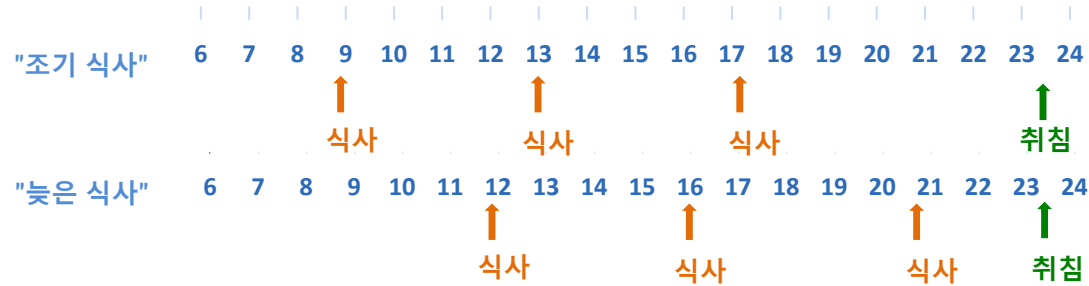 "조기 식사" 6 7 8 9 10 11 12 13 14 15 16 17 18 19 20 21 22 23 24
식사 식사 식사 취침
"늦은 식사" 6 7 8 9 10 11 12 13 14 15 16 17 18 19 20 21 22 23 24
식사 식사 식사 취침